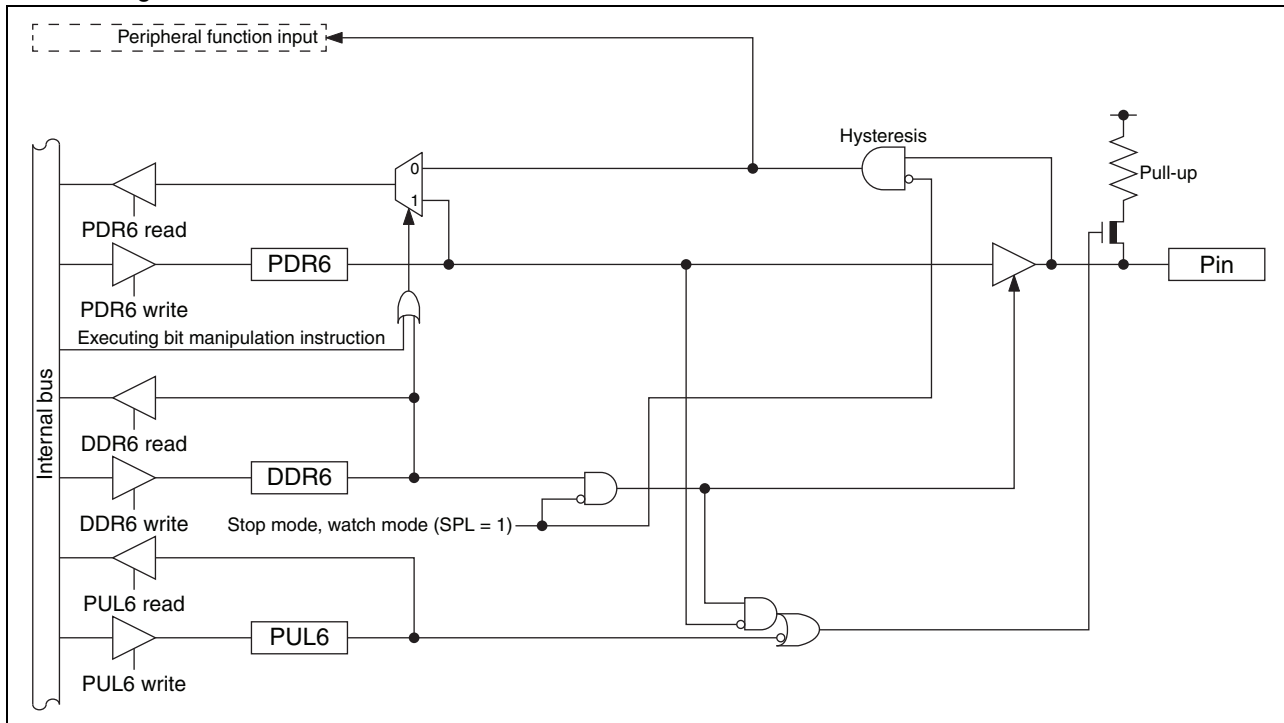 Peripheral function input
Hysteresis
0
Pull-up
1
PDR6 read
PDR6
Pin
PDR6 write
Executing bit manipulation instruction
Internal bus
DDR6 read
DDR6
DDR6 write
Stop mode, watch mode (SPL = 1)
PUL6 read
PUL6
PUL6 write